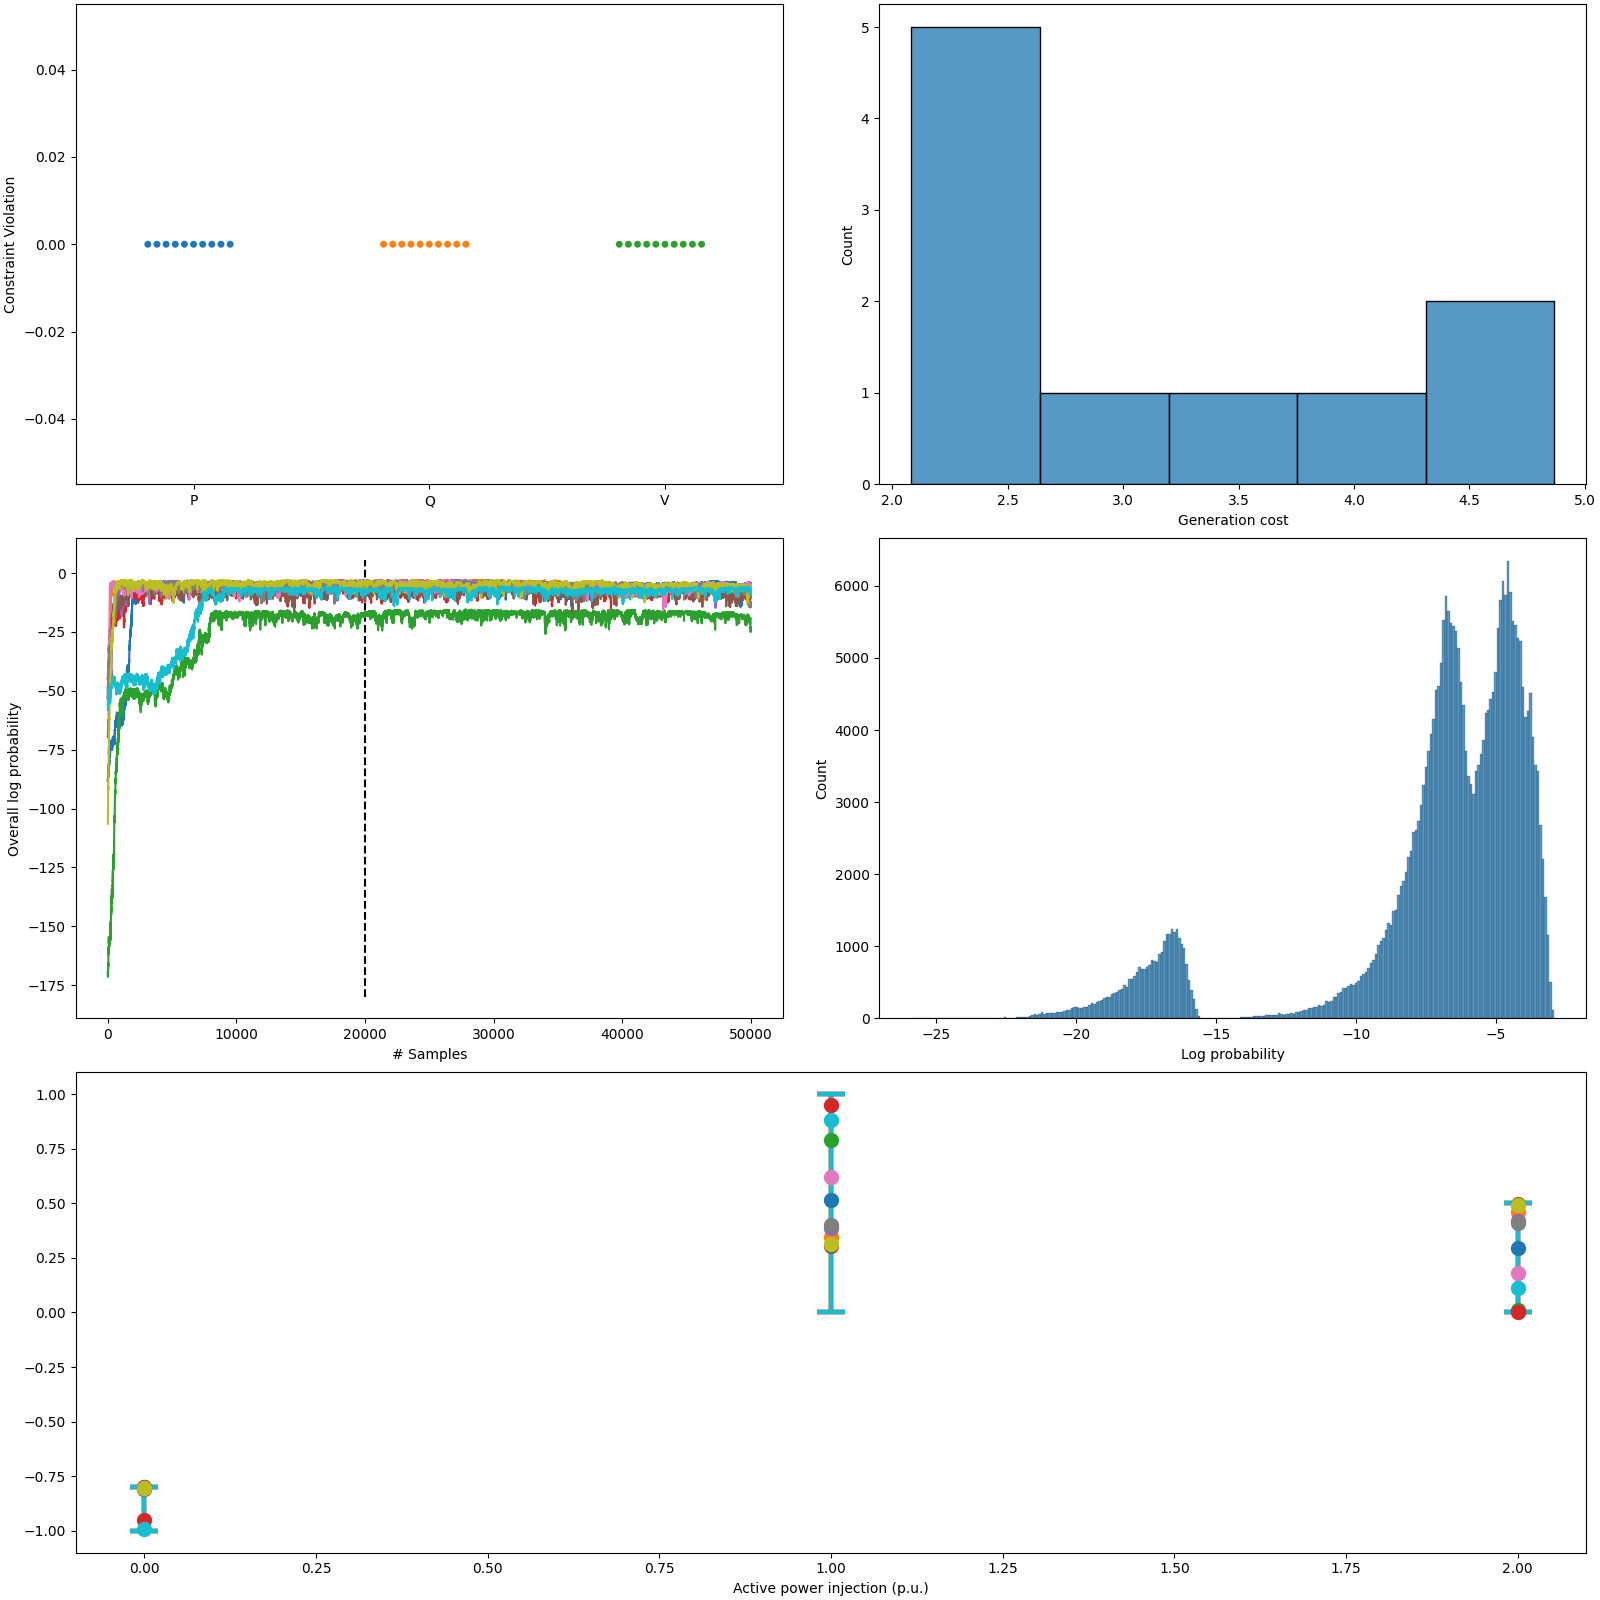 0.04
0.02
0.00
−0.02
−0.04
Constraint Violation
P Q V
5
4
3
2
1
0
Count
2.0 2.5 3.0 3.5 4.0 4.5 5.0
Generation cost
0
−25
−50
−75
−100
−125
−150
−175
Overall log probability
0 10000 20000 30000 40000 50000
# Samples
6000
5000
4000
3000
2000
1000
0
Count
−25 −20 −15 −10 −5
Log probability
1.00
0.75
0.50
0.25
0.00
−0.25
−0.50
−0.75
−1.00
0.00 0.25 0.50 0.75 1.00 1.25 1.50 1.75 2.00
Active power injection (p.u.)